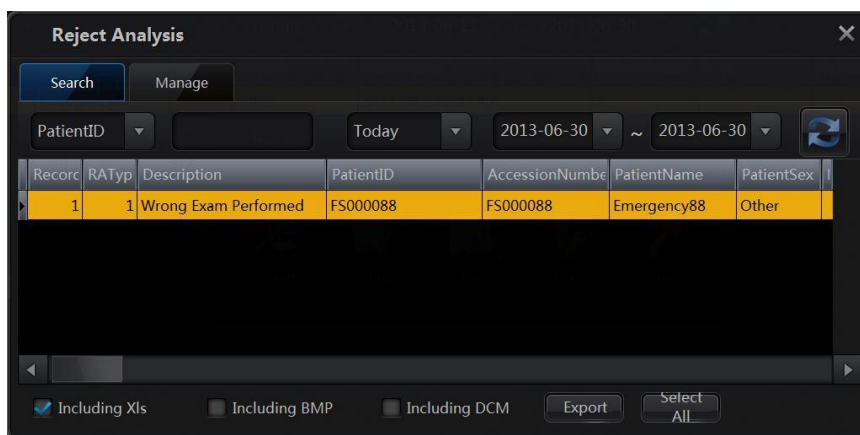 Reject Analysis
Search Manage
PatientID Today 2013-06-30 ~ 2013-06-30
Recorc RATyp Description PatientID AccessionNumbe PatientName PatientSex
1 1 Wrong Exam Performed FS000088 FS000088 Emergency88 Other
Including Xls Including BMP Including DCM Export Select
All